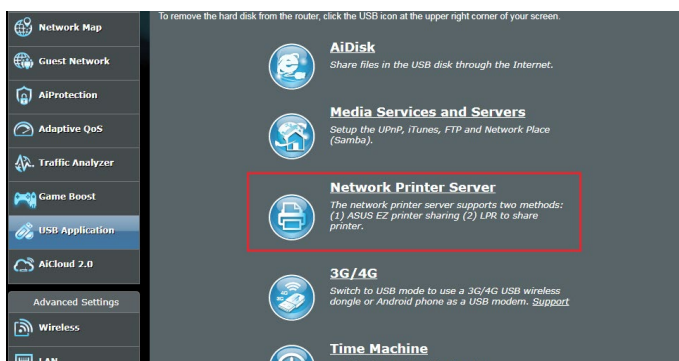 To remove the hard disk from the router, click the USB icon at the upper right corner of your screen.
Network Map
Guest Network
AiProtection
Adaptive QoS
Traffic Analyzer
Game Boost
USB Application
AiCloud 2.0
Advanced Settings
Wireless
LAN
AiDisk
Share files in the USB disk through the Internet.
Media Services and Servers
Setup the UPnP, iTunes, FTP and Network Place
(Samba).
Network Printer Server
The network printer server supports two methods:
(1) ASUS EZ printer sharing (2) LPR to share
printer.
3G/4G
Switch to USB mode to use a 3G/4G USB wireless
dongle or Android phone as a USB modem. Support
Time Machine